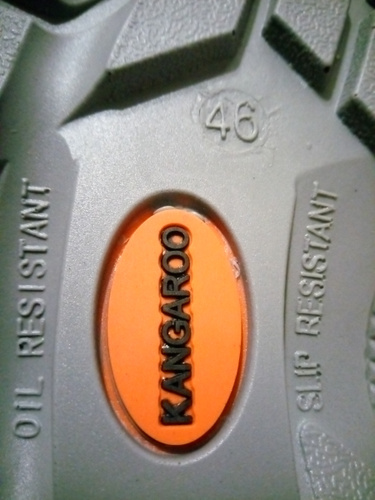 46
OIL RESISTANT
KANGAROO
SLIP RESISTANT